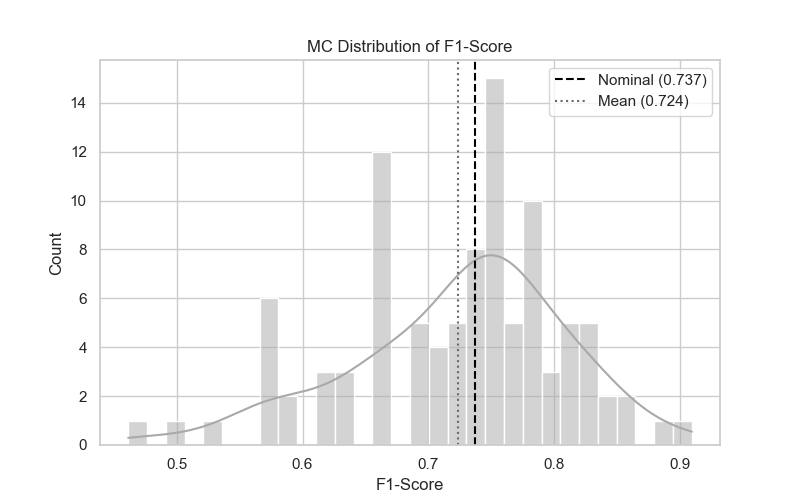 MC Distribution of F1-Score
Nominal (0.737)
Mean (0.724)
14
12
10
8
6
4
2
0
Count
0.5 0.6 0.7 0.8 0.9
F1-Score